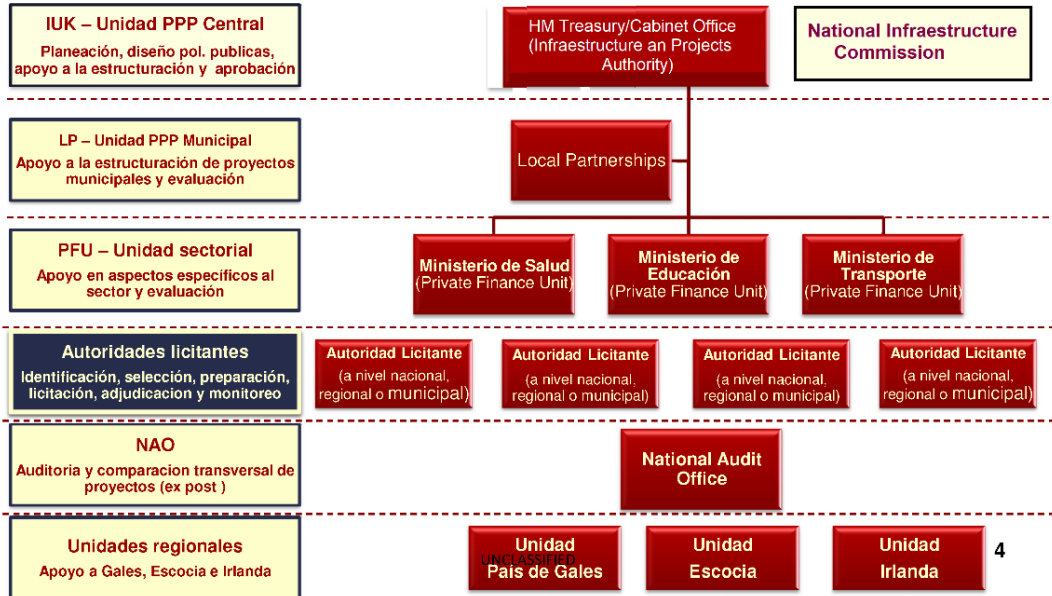 IUK – Unidad PPP Central
Planeación, diseño pol. publicas,
apoyo a la estructuración y aprobación
HM Treasury/Cabinet Office
(Infraestructure an Projects
Authority)
National Infrastructure
Commission
LP – Unidad PPP Municipal
Apoyo a la estructuración de proyectos
municipales y evaluación
Local Partnerships
PFU – Unidad sectorial
Apoyo en aspectos específicos al
sector y evaluación
Ministerio de Salud
(Private Finance Unit)
Ministerio de
Educación
(Private Finance Unit)
Ministerio de
Transporte
(Private Finance Unit)
Autoridades licitantes
Identificación, selección, preparación,
licitación, adjudicacion y monitoreo
Autoridad Licitante
(a nivel nacional,
regional o municipal)
Autoridad Licitante
(a nivel nacional,
regional o municipal)
Autoridad Licitante
(a nivel nacional,
regional o municipal)
Autoridad Licitante
(a nivel nacional,
regional o municipal)
NAO
Auditoria y comparacion transversal de
proyectos (ex post )
National Audit
Office
Unidades regionales
Apoyo a Gales, Escocia e Irlanda
Unidad
País de Gales
UNCLASSIFIED
Unidad
Escocia
Unidad
Irlanda
4